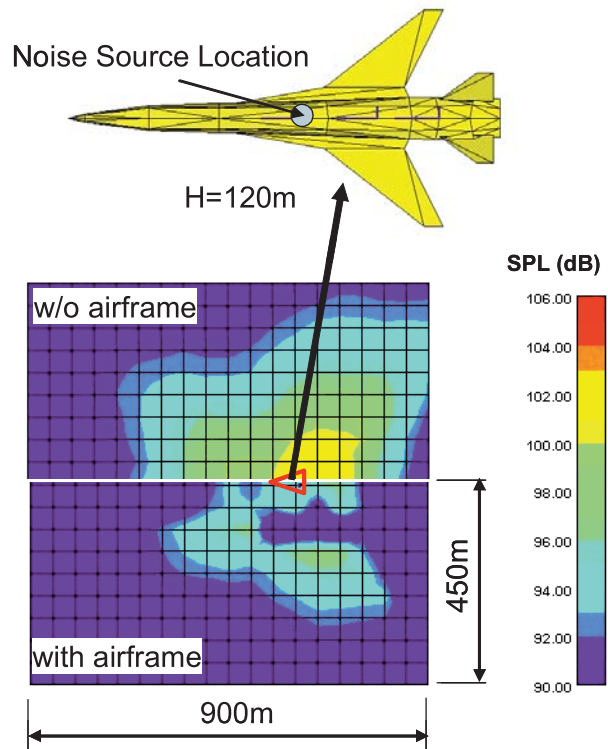 Noise Source Location
H=120m
SPL (dB)
w/o airframe
106.00
104.00
102.00
100.00
98.00
96.00
94.00
92.00
90.00
450m
with airframe
900m